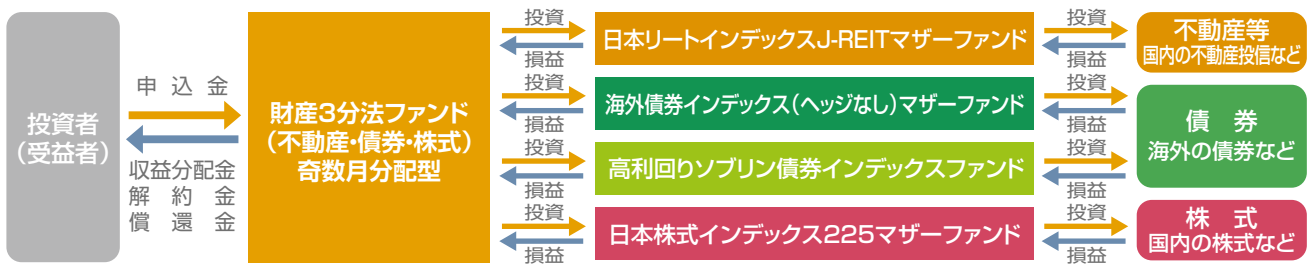 投資者
(受益者)
申込金
収益分配金
解約金
償還金
財産3分法ファンド
(不動産・債券・株式)
奇数月分配型
投資
損益
日本リートインデックスJ-REITマザーファンド
投資
損益
不動産等
国内の不動産投信など
投資
損益
海外債券インデックス(ヘッジなし)マザーファンド
投資
損益
債券
海外の債券など
投資
損益
高利回りソブリン債券インデックスファンド
投資
損益
投資
損益
日本株式インデックス225マザーファンド
投資
損益
株式
国内の株式など